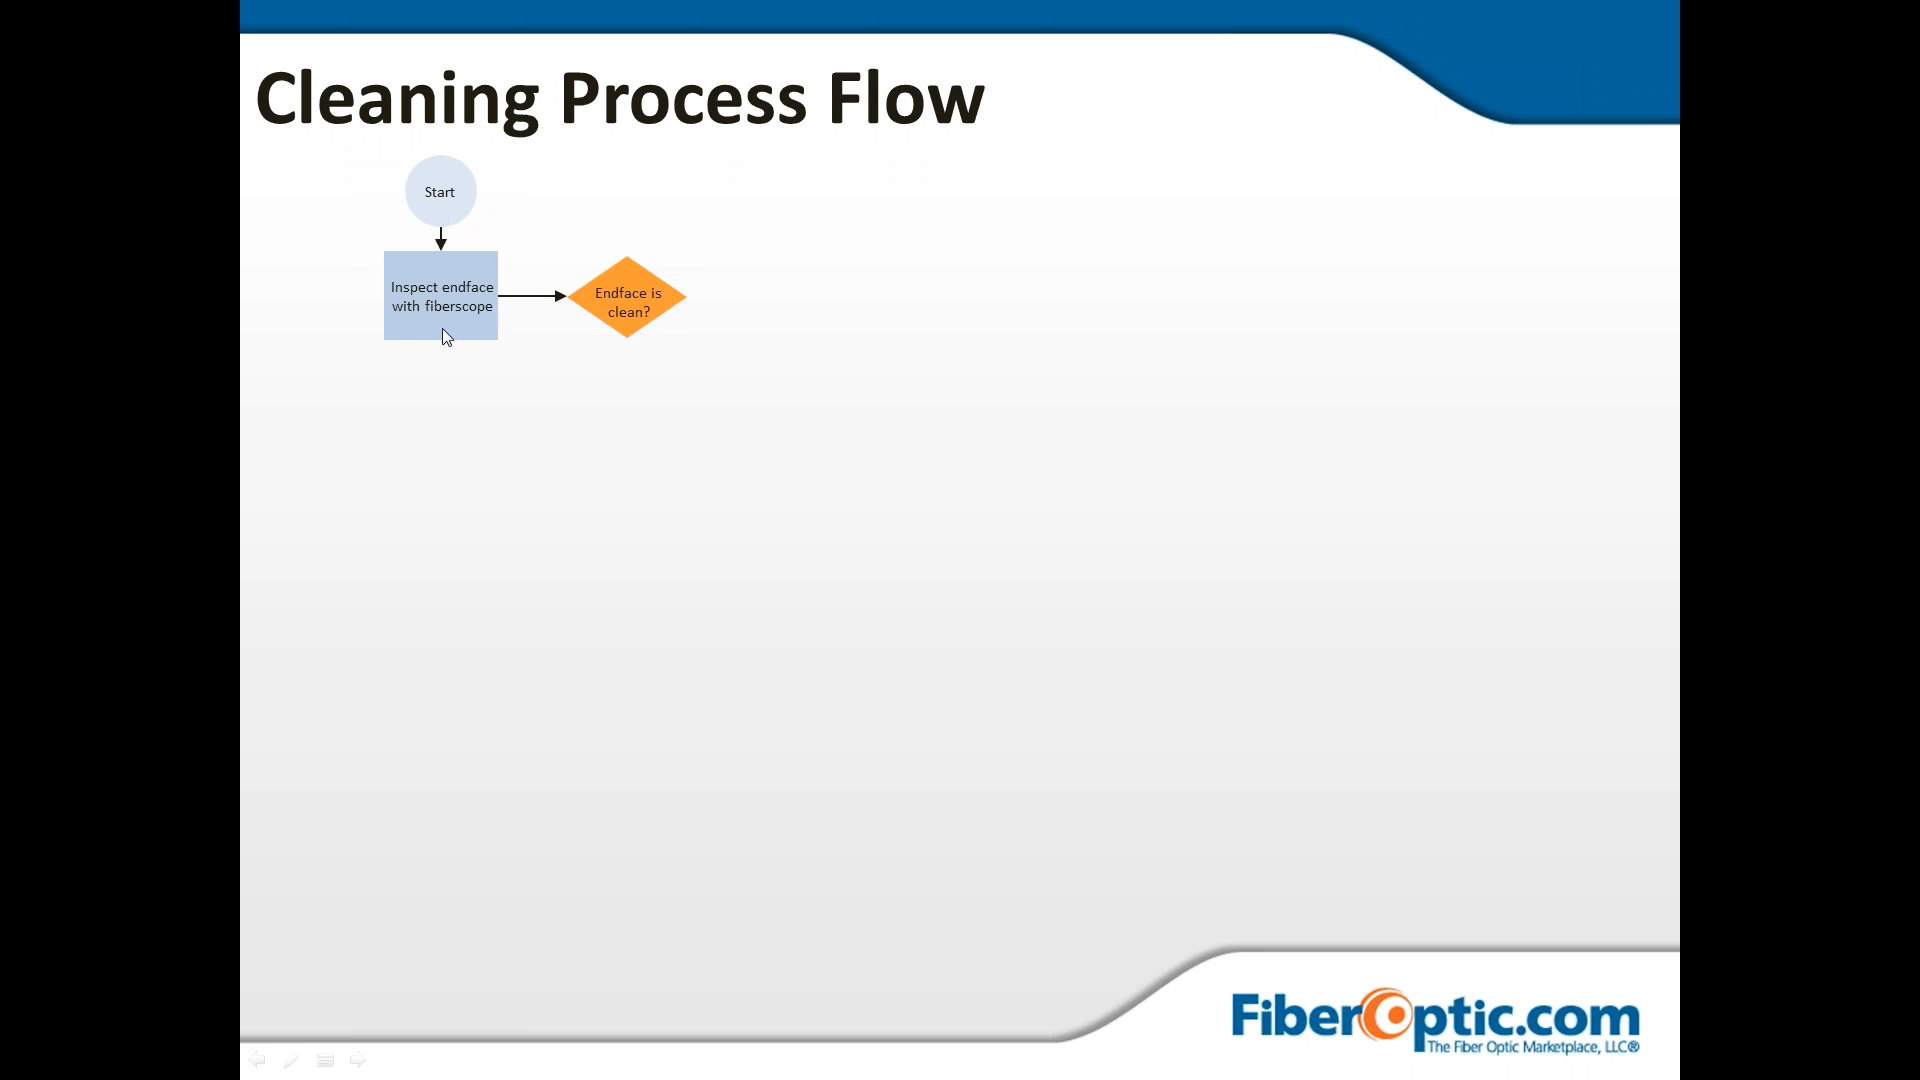 Cleaning Process Flow
Start
Inspect endface
with fiberscope
Endface is
clean?
FiberOptic.com
The Fiber Optic Marketplace, LLC®